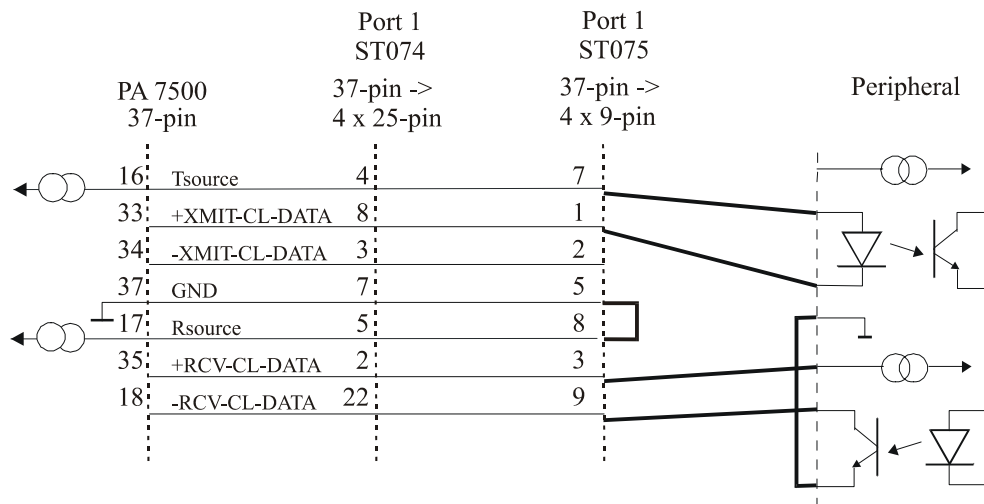 Port 1
ST074
37-pin ->
4 x 25-pin
Port 1
ST075
37-pin ->
4 x 9-pin
PA 7500
37-pin
Peripheral
16 Tsource 4 7
33 +XMIT-CL-DATA 8 1
34 -XMIT-CL-DATA 3 2
37 GND 7 5
17 Rsource 5 8
35 +RCV-CL-DATA 2 3
18 -RCV-CL-DATA 22 9